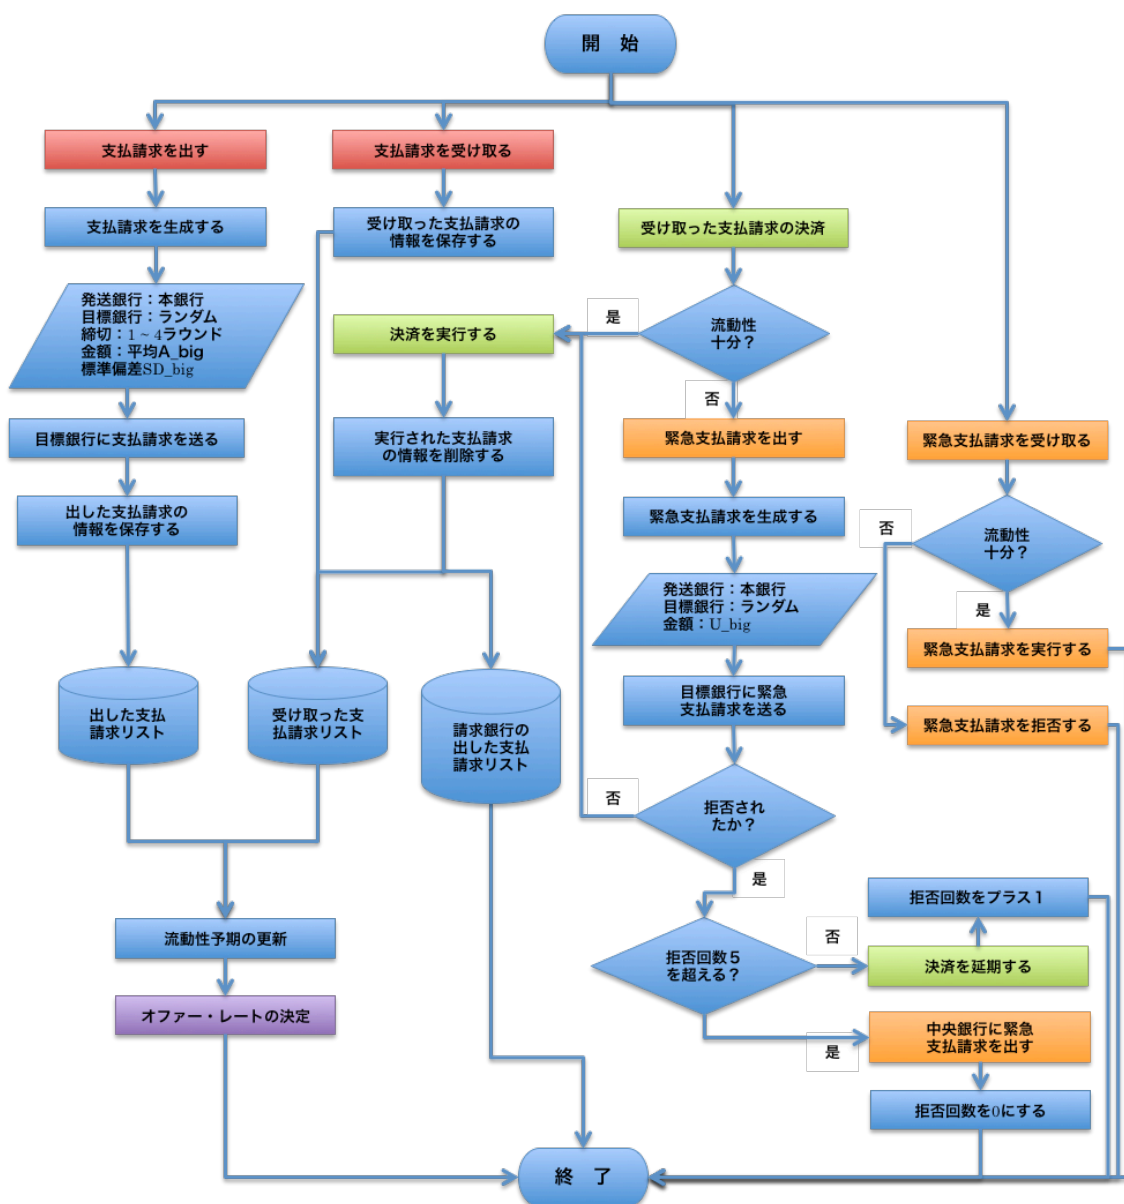 開 始
支払請求を出す
支払請求を生成する
発送銀行：本銀行
目標銀行：ランダム
締切：1 ~ 4ラウンド
金額：平均A_big
標準偏差SD_big
目標銀行に支払請求を送る
出した支払請求の
情報を保存する
出した支払
請求リスト
支払請求を受け取る
受け取った支払請求の
情報を保存する
決済を実行する
実行された支払請求
の情報を削除する
受け取った支
払請求リスト
請求銀行の
出した支払
請求リスト
流動性予期の更新
オファー・レートの決定
受け取った支払請求の決済
流動性
十分？
是
否
緊急支払請求を出す
緊急支払請求を生成する
発送銀行：本銀行
目標銀行：ランダム
金額：U_big
目標銀行に緊急
支払請求を送る
拒否され
たか？
否
是
拒否回数５
を超える？
否
是
決済を延期する
拒否回数をプラス１
中央銀行に緊急
支払請求を出す
拒否回数を0にする
緊急支払請求を受け取る
流動性
十分？
否
是
緊急支払請求を実行する
緊急支払請求を拒否する
終 了